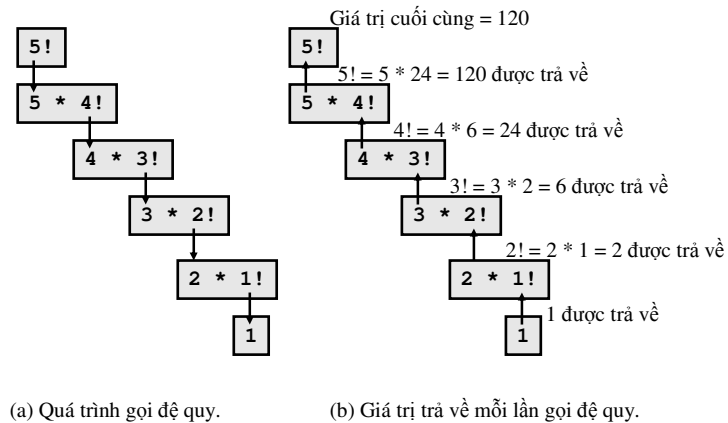 5!
5 * 4!
4 * 3!
3 * 2!
2 * 1!
1
(a) Quá trình gọi đệ quy.
Giá trị cuối cùng = 120
5!
5! = 5 * 24 = 120 được trả về
5 * 4!
4! = 4 * 6 = 24 được trả về
4 * 3!
3! = 3 * 2 = 6 được trả về
3 * 2!
2! = 2 * 1 = 2 được trả về
2 * 1!
1 được trả về
1
(b) Giá trị trả về mỗi lần gọi đệ quy.